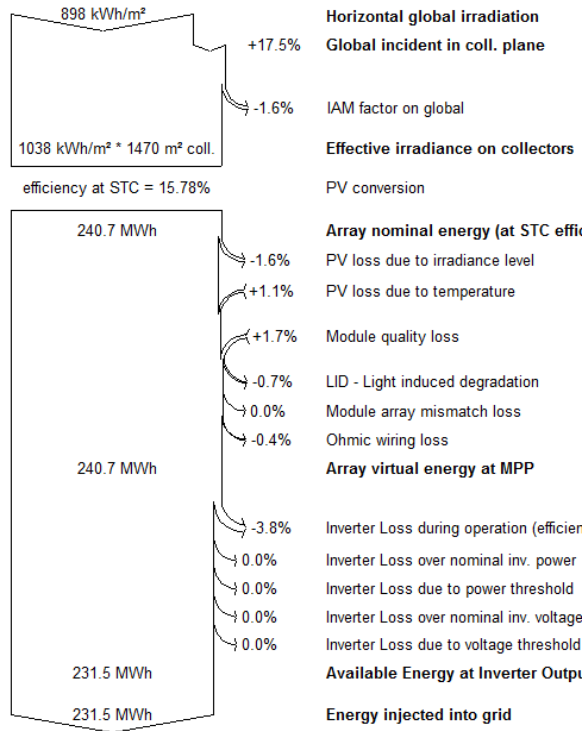 898 kWh/m² Horizontal global irradiation
+17.5% Global incident in coll. plane
-1.6% IAM factor on global
1038 kWh/m² * 1470 m² coll. Effective irradiance on collectors
efficiency at STC = 15.78% PV conversion
240.7 MWh Array nominal energy (at STC effic
-1.6% PV loss due to irradiance level
+1.1% PV loss due to temperature
+1.7% Module quality loss
-0.7% LID - Light induced degradation
0.0% Module array mismatch loss
-0.4% Ohmic wiring loss
240.7 MWh Array virtual energy at MPP
-3.8% Inverter Loss during operation (efficien
0.0% Inverter Loss over nominal inv. power
0.0% Inverter Loss due to power threshold
0.0% Inverter Loss over nominal inv. voltage
0.0% Inverter Loss due to voltage threshold
231.5 MWh Available Energy at Inverter Outpu
231.5 MWh Energy injected into grid